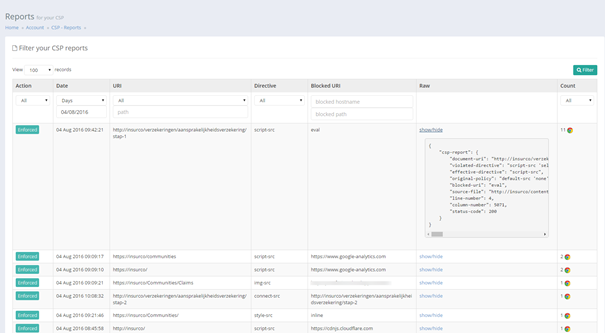 Reports for your CSP
Home » Account » CSP - Reports »
Filter your CSP reports
View 100 records
Filter
Action Date URI Directive Blocked URI Raw Count
All Days All All blocked hostname All
04/08/2016 path blocked path
Enforced 04 Aug 2016 09:42:21 http://insurco/verzekeringen/aansprakelijkheidsverzekering/ script-src eval show/hide 11
stap-1
{
"csp-report": {
"document-uri": "http://insurco/verzek
"violated-directive": "script-src 'sel
"effective-directive": "script-src",
"original-policy": "default-src 'none'
"blocked-uri": "eval",
"source-file": "http://insurco/content
"line-number": 4,
"column-number": 5071,
"status-code": 200
}
}
Enforced 04 Aug 2016 09:09:17 https://insurco/communities script-src https://www.google-analytics.com show/hide 2
Enforced 04 Aug 2016 09:09:10 https://insurco/ script-src https://www.google-analytics.com show/hide 2
Enforced 04 Aug 2016 09:09:21 https://insurco/Communities/Claims img-src show/hide 1
Enforced 04 Aug 2016 10:08:32 http://insurco/verzekeringen/aansprakelijkheidsverzekering/ connect-src http://insurco/verzekeringen/aansprakelijkhei show/hide 1
stap-2 dsverzekering/stap-2
Enforced 04 Aug 2016 09:21:46 https://insurco/Communities/ style-src inline show/hide 1
Enforced 04 Aug 2016 08:45:58 http://insurco/ script-src https://cdnjs.cloudflare.com show/hide 1